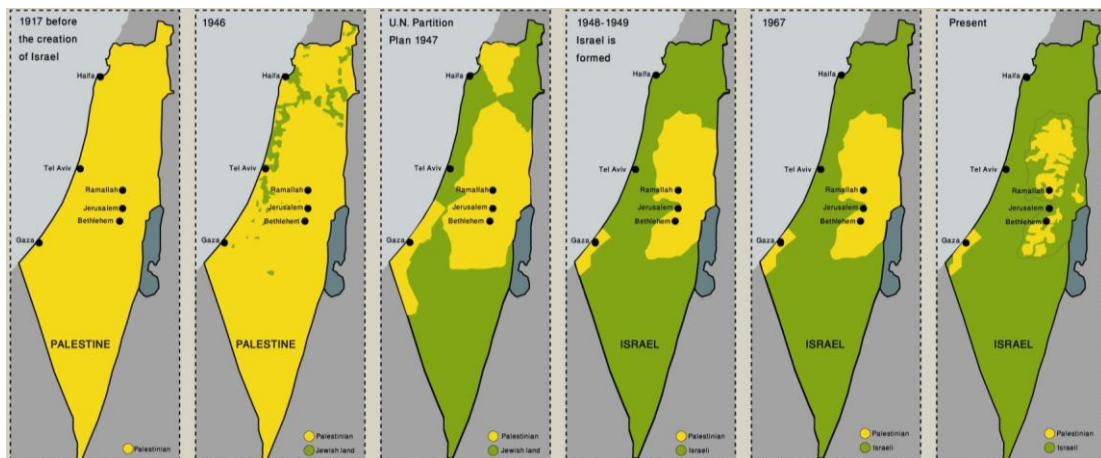 1917 before
the creation
of Israel
Haifa
Tel Aviv
Ramallah
Jerusalem
Bethlehem
Gaza
PALESTINE
Palestinian
1946
Haifa
Tel Aviv
Ramallah
Jerusalem
Bethlehem
Gaza
PALESTINE
Palestinian
Jewish land
U.N. Partition
Plan 1947
Haifa
Tel Aviv
Ramallah
Jerusalem
Bethlehem
Gaza
Palestinian
Jewish land
1948-1949
Israel is
formed
Haifa
Tel Aviv
Ramallah
Jerusalem
Bethlehem
Gaza
ISRAEL
Palestinian
Israeli
1967
Haifa
Tel Aviv
Ramallah
Jerusalem
Bethlehem
Gaza
ISRAEL
Palestinian
Israeli
Present
Haifa
Tel Aviv
Ramallah
Jerusalem
Bethlehem
Gaza
ISRAEL
Palestinian
Israeli